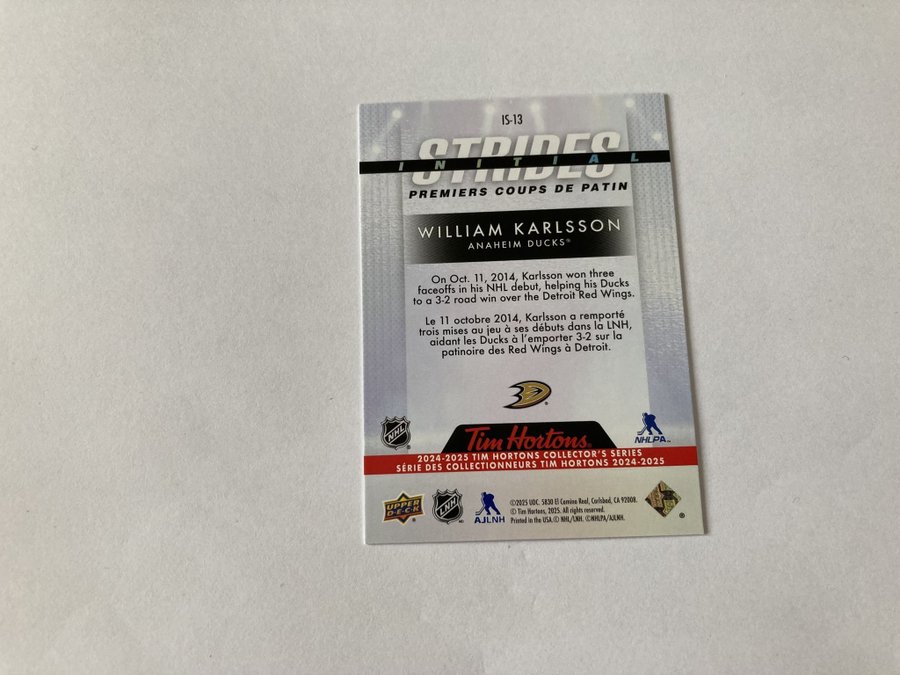 IS-13
STRIDES
INITIAL
PREMIERS COUPS DE PATIN
WILLIAM KARLSSON
ANAHEIM DUCKS®
On Oct. 11, 2014, Karlsson won three
faceoffs in his NHL debut, helping his Ducks
to a 3-2 road win over the Detroit Red Wings.
Le 11 octobre 2014, Karlsson a remporté
trois mises au jeu à ses débuts dans la LNH,
aidant les Ducks à l'emporter 3-2 sur la
patinoire des Red Wings à Detroit.
NHL
Tim Hortons®
NHLPA™
2024-2025 TIM HORTONS COLLECTOR'S SERIES
SÉRIE DES COLLECTIONNEURS TIM HORTONS 2024-2025
UPPER DECK
LNH
AJLNH
©2025 UDC. 5830 El Camino Real, Carlsbad, CA 92008.
© Tim Hortons, 2025. All rights reserved.
Printed in the USA. © NHL/LNH. ©NHLPA/AJLNH.